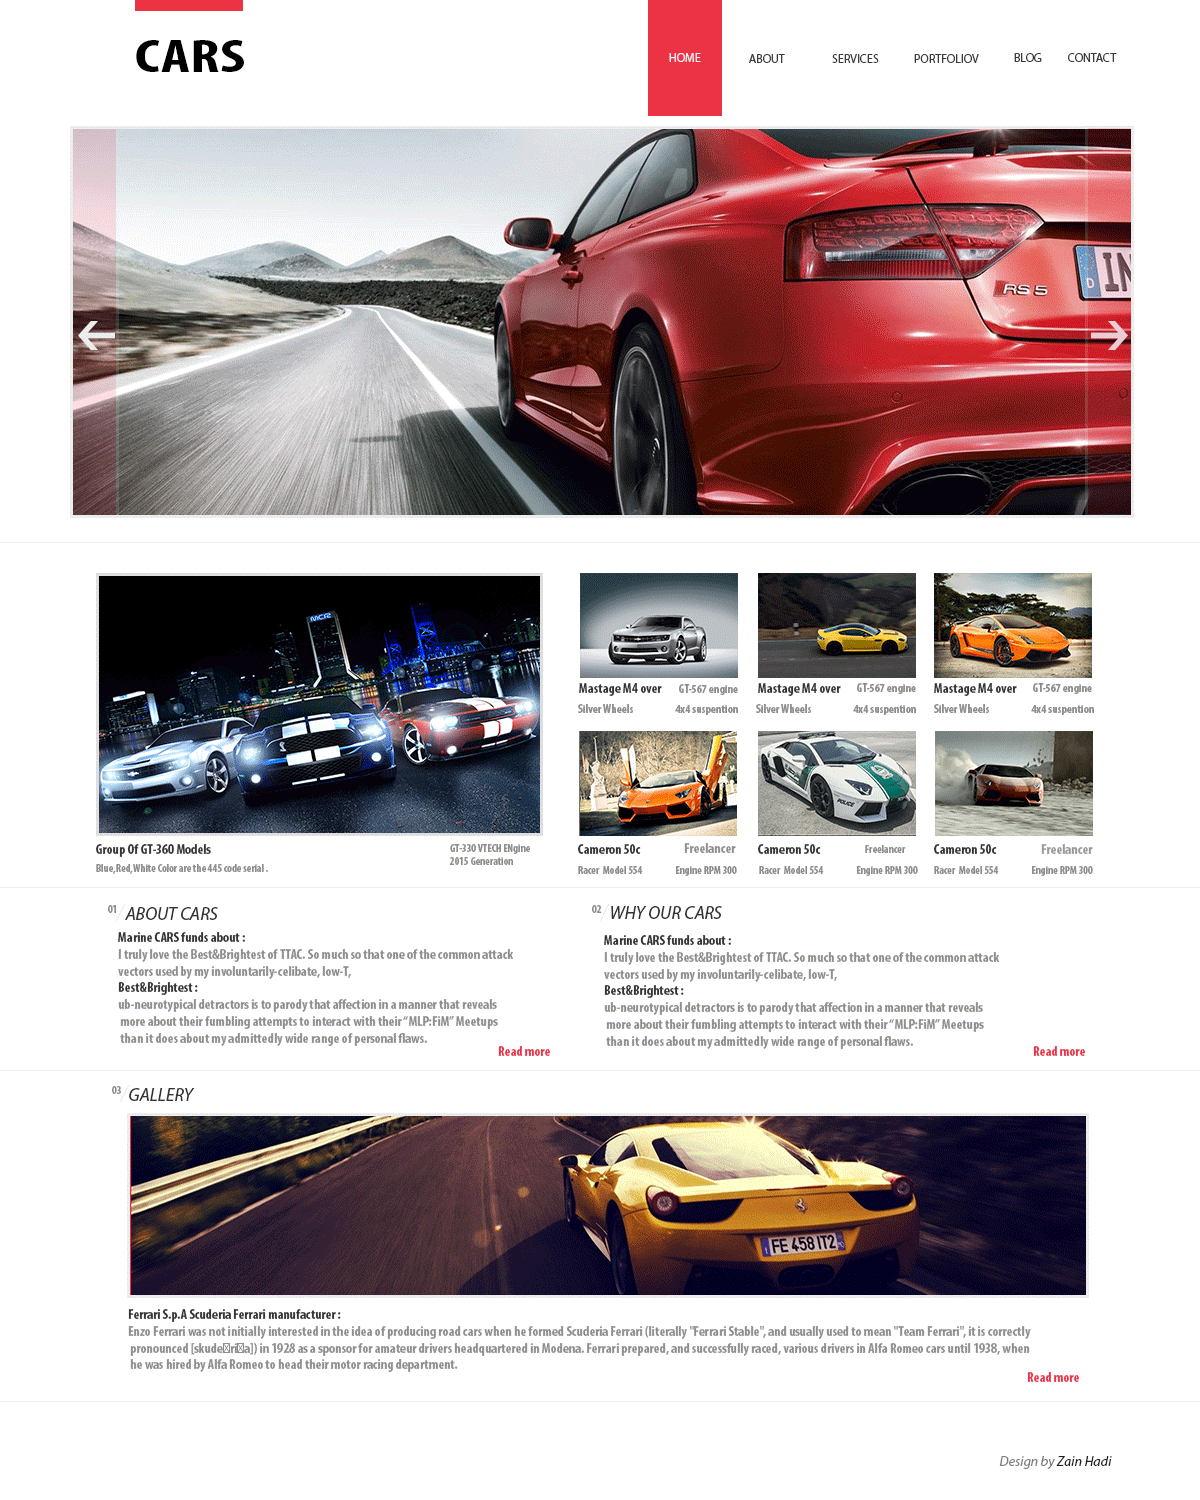 CARS
HOME
ABOUT
SERVICES
PORTFOLIOV
BLOG
CONTACT
RS 5
D IN
MCR
Group Of GT-360 Models
GT-330 VTECH ENgine
2015 Generation
Blue,Red,White Color are the 445 code serial .
Mastage M4 over GT-567 engine
Silver Wheels 4x4 suspention
Mastage M4 over GT-567 engine
Silver Wheels 4x4 suspention
Mastage M4 over GT-567 engine
Silver Wheels 4x4 suspention
POLICE
Cameron 50c Freelancer
Racer Model 554 Engine RPM 300
Cameron 50c Freelancer
Racer Model 554 Engine RPM 300
Cameron 50c Freelancer
Racer Model 554 Engine RPM 300
01/ ABOUT CARS
Marine CARS funds about :
I truly love the Best&Brightest of TTAC. So much so that one of the common attack
vectors used by my involuntarily-celibate, low-T,
Best&Brightest :
ub-neurotypical detractors is to parody that affection in a manner that reveals
more about their fumbling attempts to interact with their “MLP:FiM” Meetups
than it does about my admittedly wide range of personal flaws.
Read more
02/ WHY OUR CARS
Marine CARS funds about :
I truly love the Best&Brightest of TTAC. So much so that one of the common attack
vectors used by my involuntarily-celibate, low-T,
Best&Brightest :
ub-neurotypical detractors is to parody that affection in a manner that reveals
more about their fumbling attempts to interact with their “MLP:FiM” Meetups
than it does about my admittedly wide range of personal flaws.
Read more
03/ GALLERY
FE 458 IT2
Ferrari S.p.A Scuderia Ferrari manufacturer :
Enzo Ferrari was not initially interested in the idea of producing road cars when he formed Scuderia Ferrari (literally "Ferrari Stable", and usually used to mean "Team Ferrari", it is correctly
pronounced [skude▯ri▯a]) in 1928 as a sponsor for amateur drivers headquartered in Modena. Ferrari prepared, and successfully raced, various drivers in Alfa Romeo cars until 1938, when
he was hired by Alfa Romeo to head their motor racing department.
Read more
Design by Zain Hadi